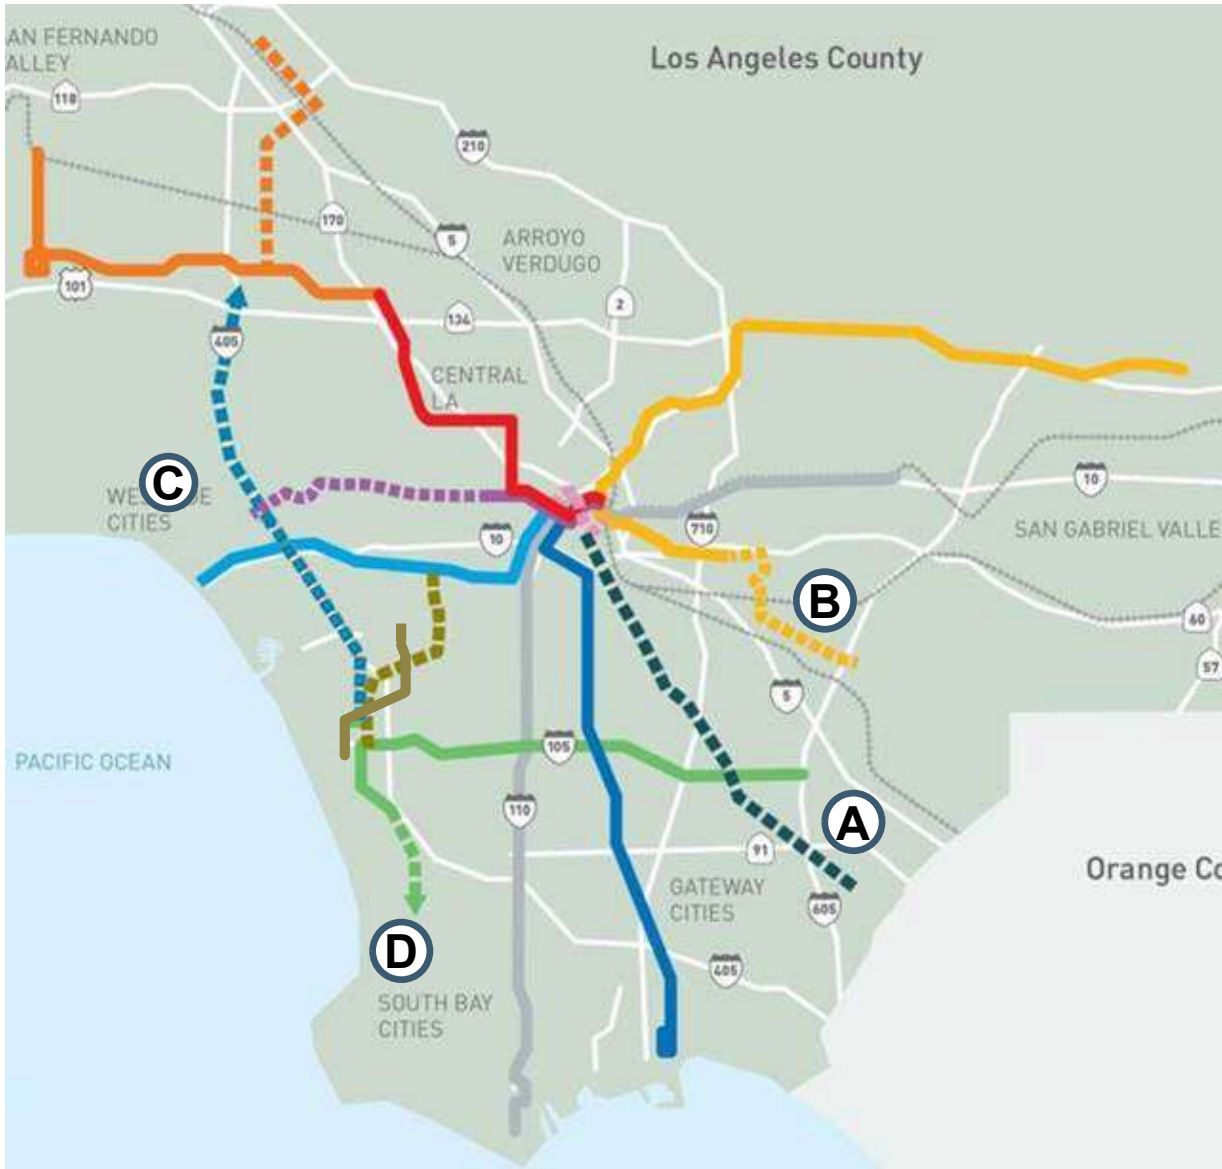 AN FERNANDO
ALLEY
Los Angeles County
118
210
170
5
ARROYO
VERDUGO
101
2
134
405
CENTRAL
LA
C
CITIES
10
10
710
SAN GABRIEL VALLE
B
60
57
5
PACIFIC OCEAN
105
110
A
91
Orange Co
GATEWAY
CITIES
605
D
405
SOUTH BAY
CITIES